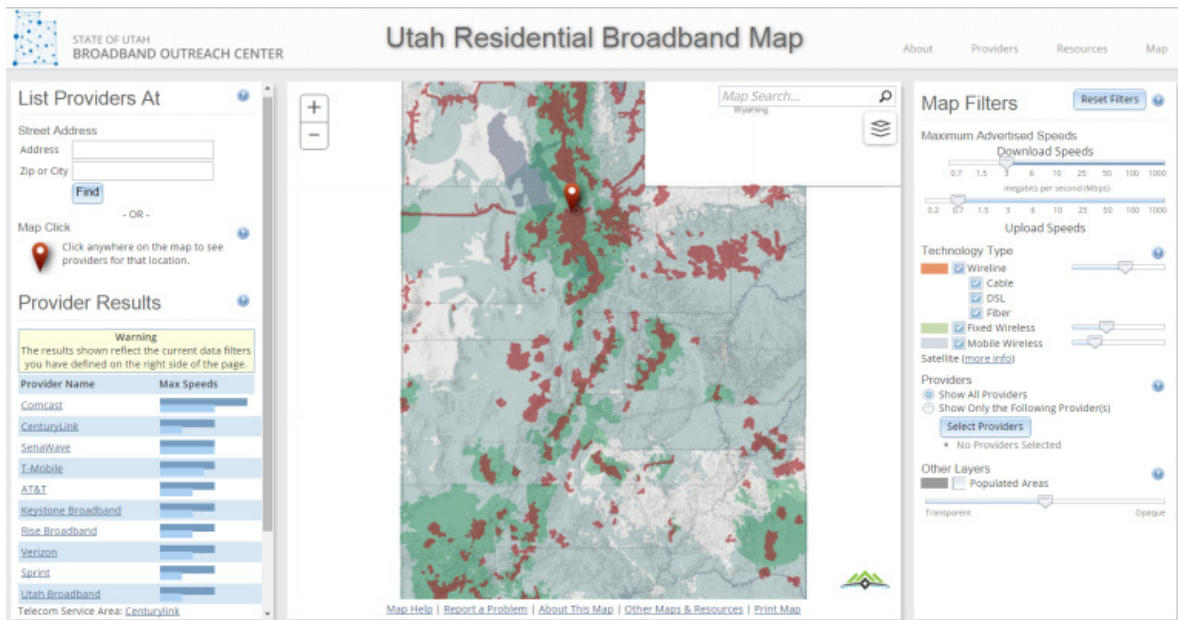 STATE OF UTAH
BROADBAND OUTREACH CENTER
Utah Residential Broadband Map
About Providers Resources Map
List Providers At
Street Address
Address
Zip or City
Find
- OR -
Map Click
Click anywhere on the map to see
providers for that location.
Provider Results
Warning
The results shown reflect the current data filters
you have defined on the right side of the page.
Provider Name Max Speeds
Comcast
CenturyLink
SenaWave
T-Mobile
AT&T
Keystone Broadband
Rise Broadband
Verizon
Sprint
Utah Broadband
Telecom Service Area: Centurylink
+
−
Map Search...
Wyoming
Map Help | Report a Problem | About This Map | Other Maps & Resources | Print Map
Map Filters
Reset Filters
Maximum Advertised Speeds
Download Speeds
0.7 1.5 3 6 10 25 50 100 1000
megabits per second (Mbps)
0.2 0.7 1.5 3 6 10 25 50 100 1000
Upload Speeds
Technology Type
Wireline
Cable
DSL
Fiber
Fixed Wireless
Mobile Wireless
Satellite (more info)
Providers
Show All Providers
Show Only the Following Provider(s)
Select Providers
• No Providers Selected
Other Layers
Populated Areas
Transparent Opaque